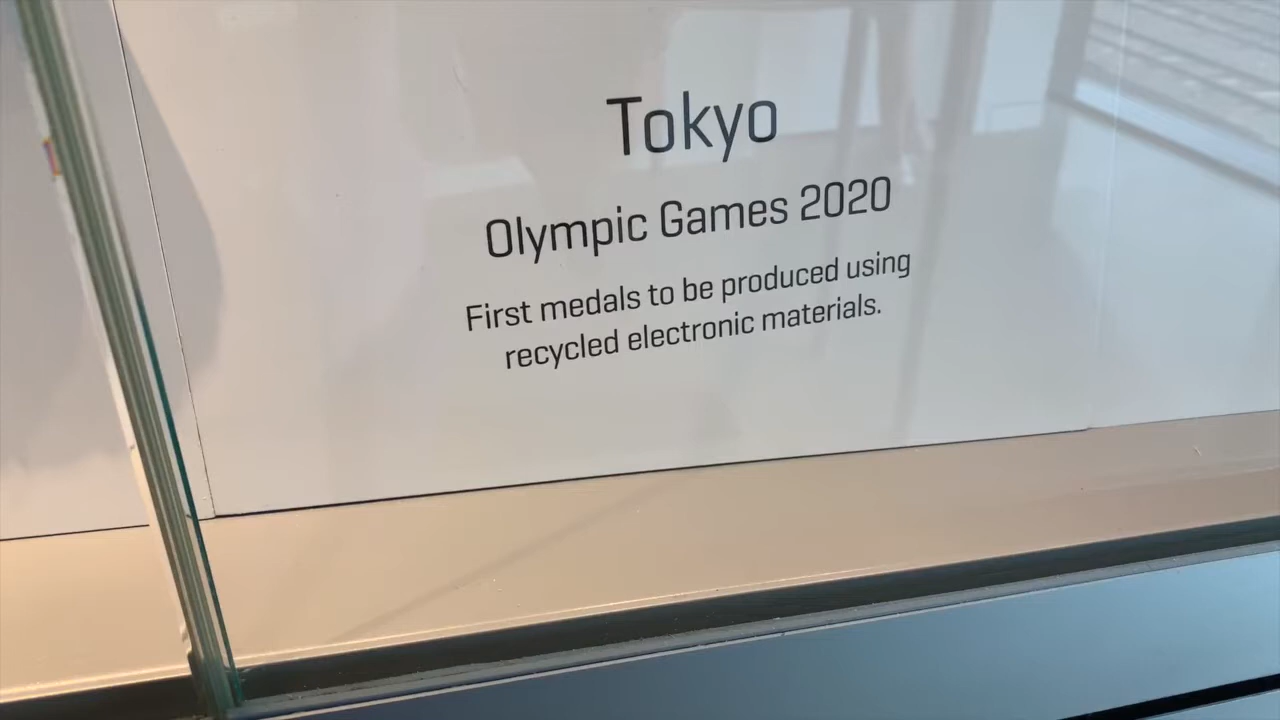 Tokyo
Olympic Games 2020
First medals to be produced using
recycled electronic materials.